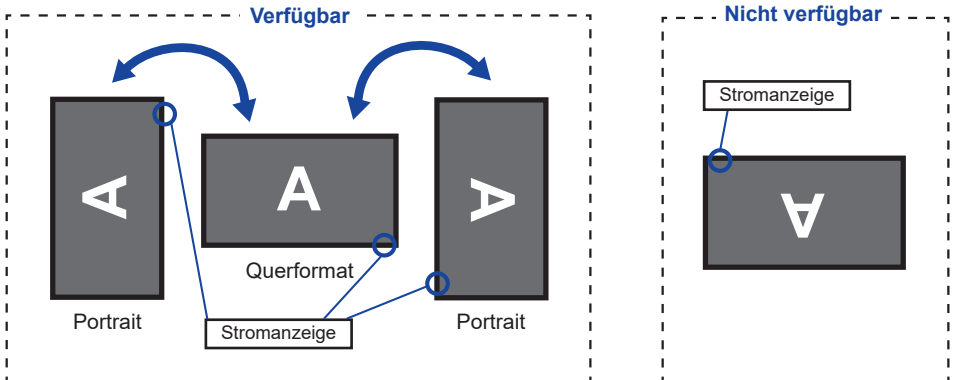 Verfügbar
Nicht verfügbar
Stromanzeige
A
A
A
A
Querformat
Portrait
Stromanzeige
Portrait